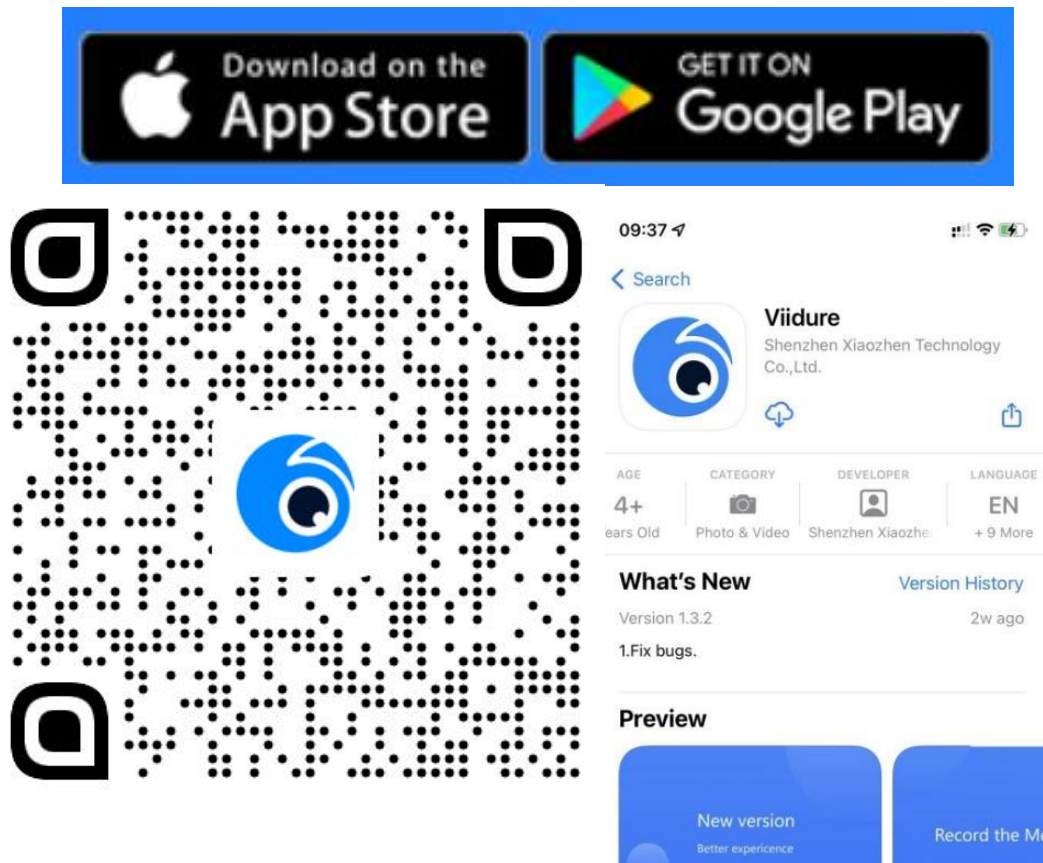 Download on the
App Store
GET IT ON
Google Play
09:37
Search
Viidure
Shenzhen Xiaozhen Technology
Co.,Ltd.
AGE
CATEGORY
DEVELOPER
LANGUAGE
4+
EN
ears Old
Photo & Video
Shenzhen Xiaozhe
+ 9 More
What's New
Version History
Version 1.3.2
2w ago
1.Fix bugs.
Preview
New version
Better expericence
Record the Me